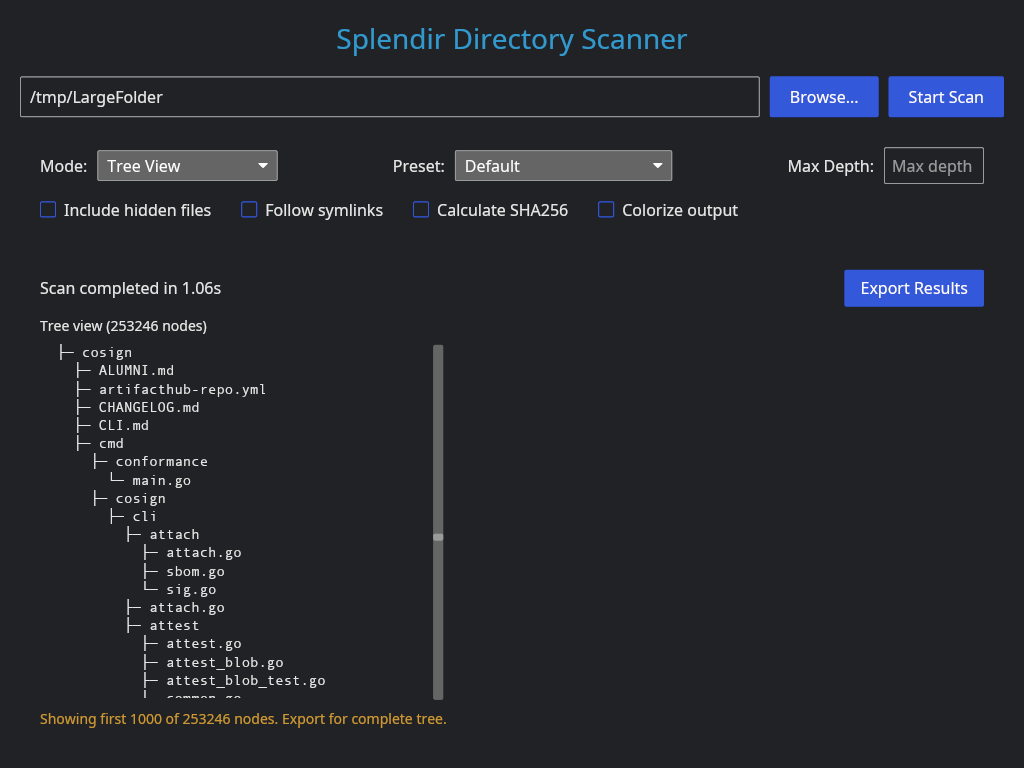 Splendir Directory Scanner
/tmp/LargeFolder Browse... Start Scan
Mode: Tree View Preset: Default Max Depth: Max depth
Include hidden files Follow symlinks Calculate SHA256 Colorize output
Scan completed in 1.06s Export Results
Tree view (253246 nodes)
├─ cosign
├─ ALUMNI.md
├─ artifacthub-repo.yml
├─ CHANGELOG.md
├─ CLI.md
├─ cmd
├─ conformance
└─ main.go
├─ cosign
├─ cli
├─ attach
├─ attach.go
├─ sbom.go
└─ sig.go
├─ attach.go
├─ attest
├─ attest.go
├─ attest_blob.go
├─ attest_blob_test.go
├─ common.go
Showing first 1000 of 253246 nodes. Export for complete tree.